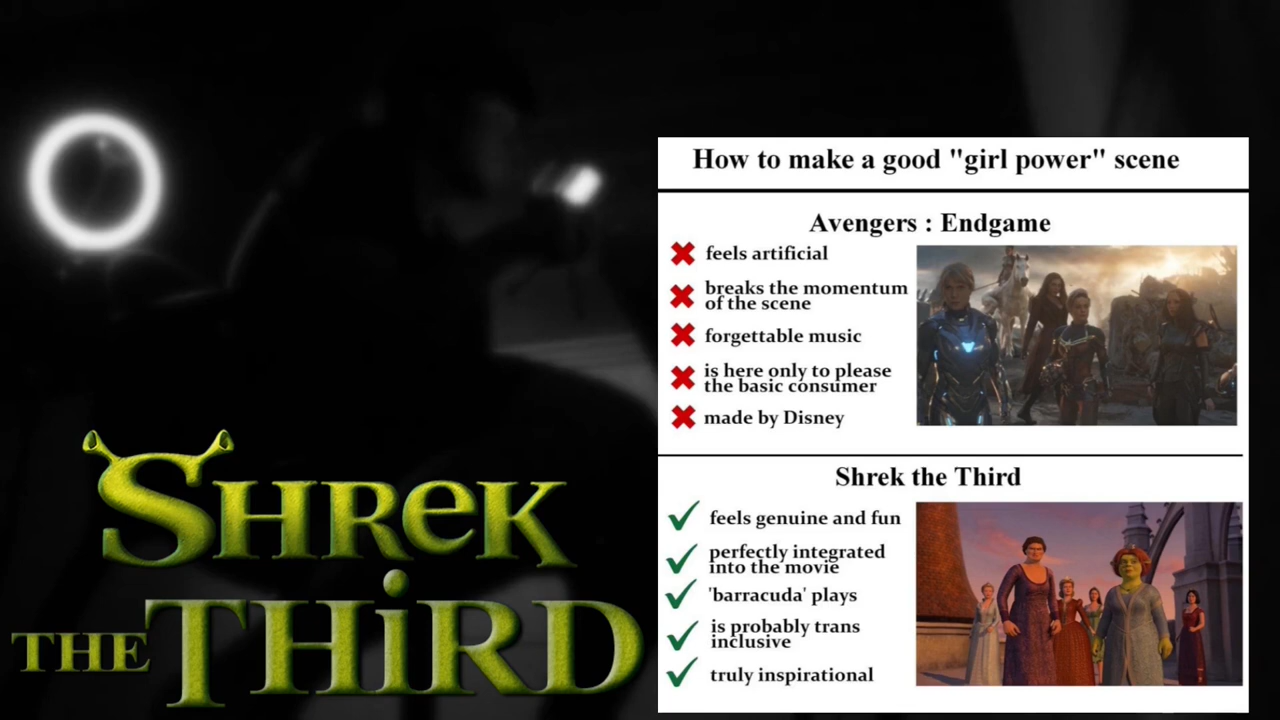 SHReK
THE THiRD
How to make a good "girl power" scene
Avengers : Endgame
feels artificial
breaks the momentum
of the scene
forgettable music
is here only to please
the basic consumer
made by Disney
Shrek the Third
feels genuine and fun
perfectly integrated
into the movie
'barracuda' plays
is probably trans
inclusive
truly inspirational